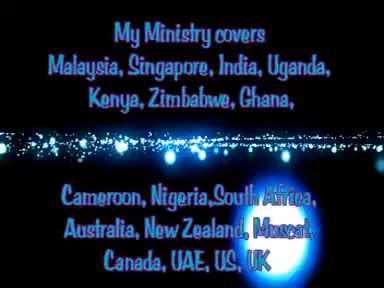 My Ministry covers
Malaysia, Singapore, India, Uganda,
Kenya, Zimbabwe, Ghana,
Cameroon, Nigeria,South Africa,
Australia, New Zealand, Muscat,
Canada, UAE, US, UK